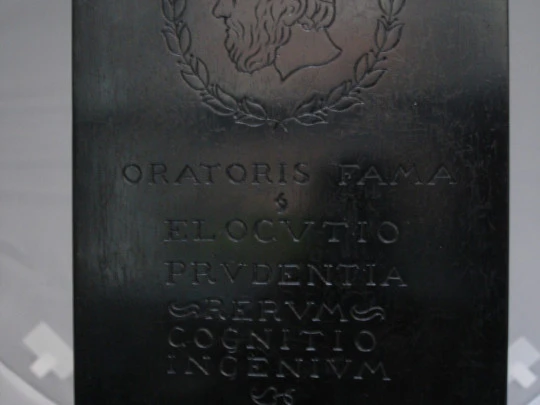 ORATORIS FAMA
ELOCVTIO
PRVDENTIA
RERVM
COGNITIO
INGENIVM